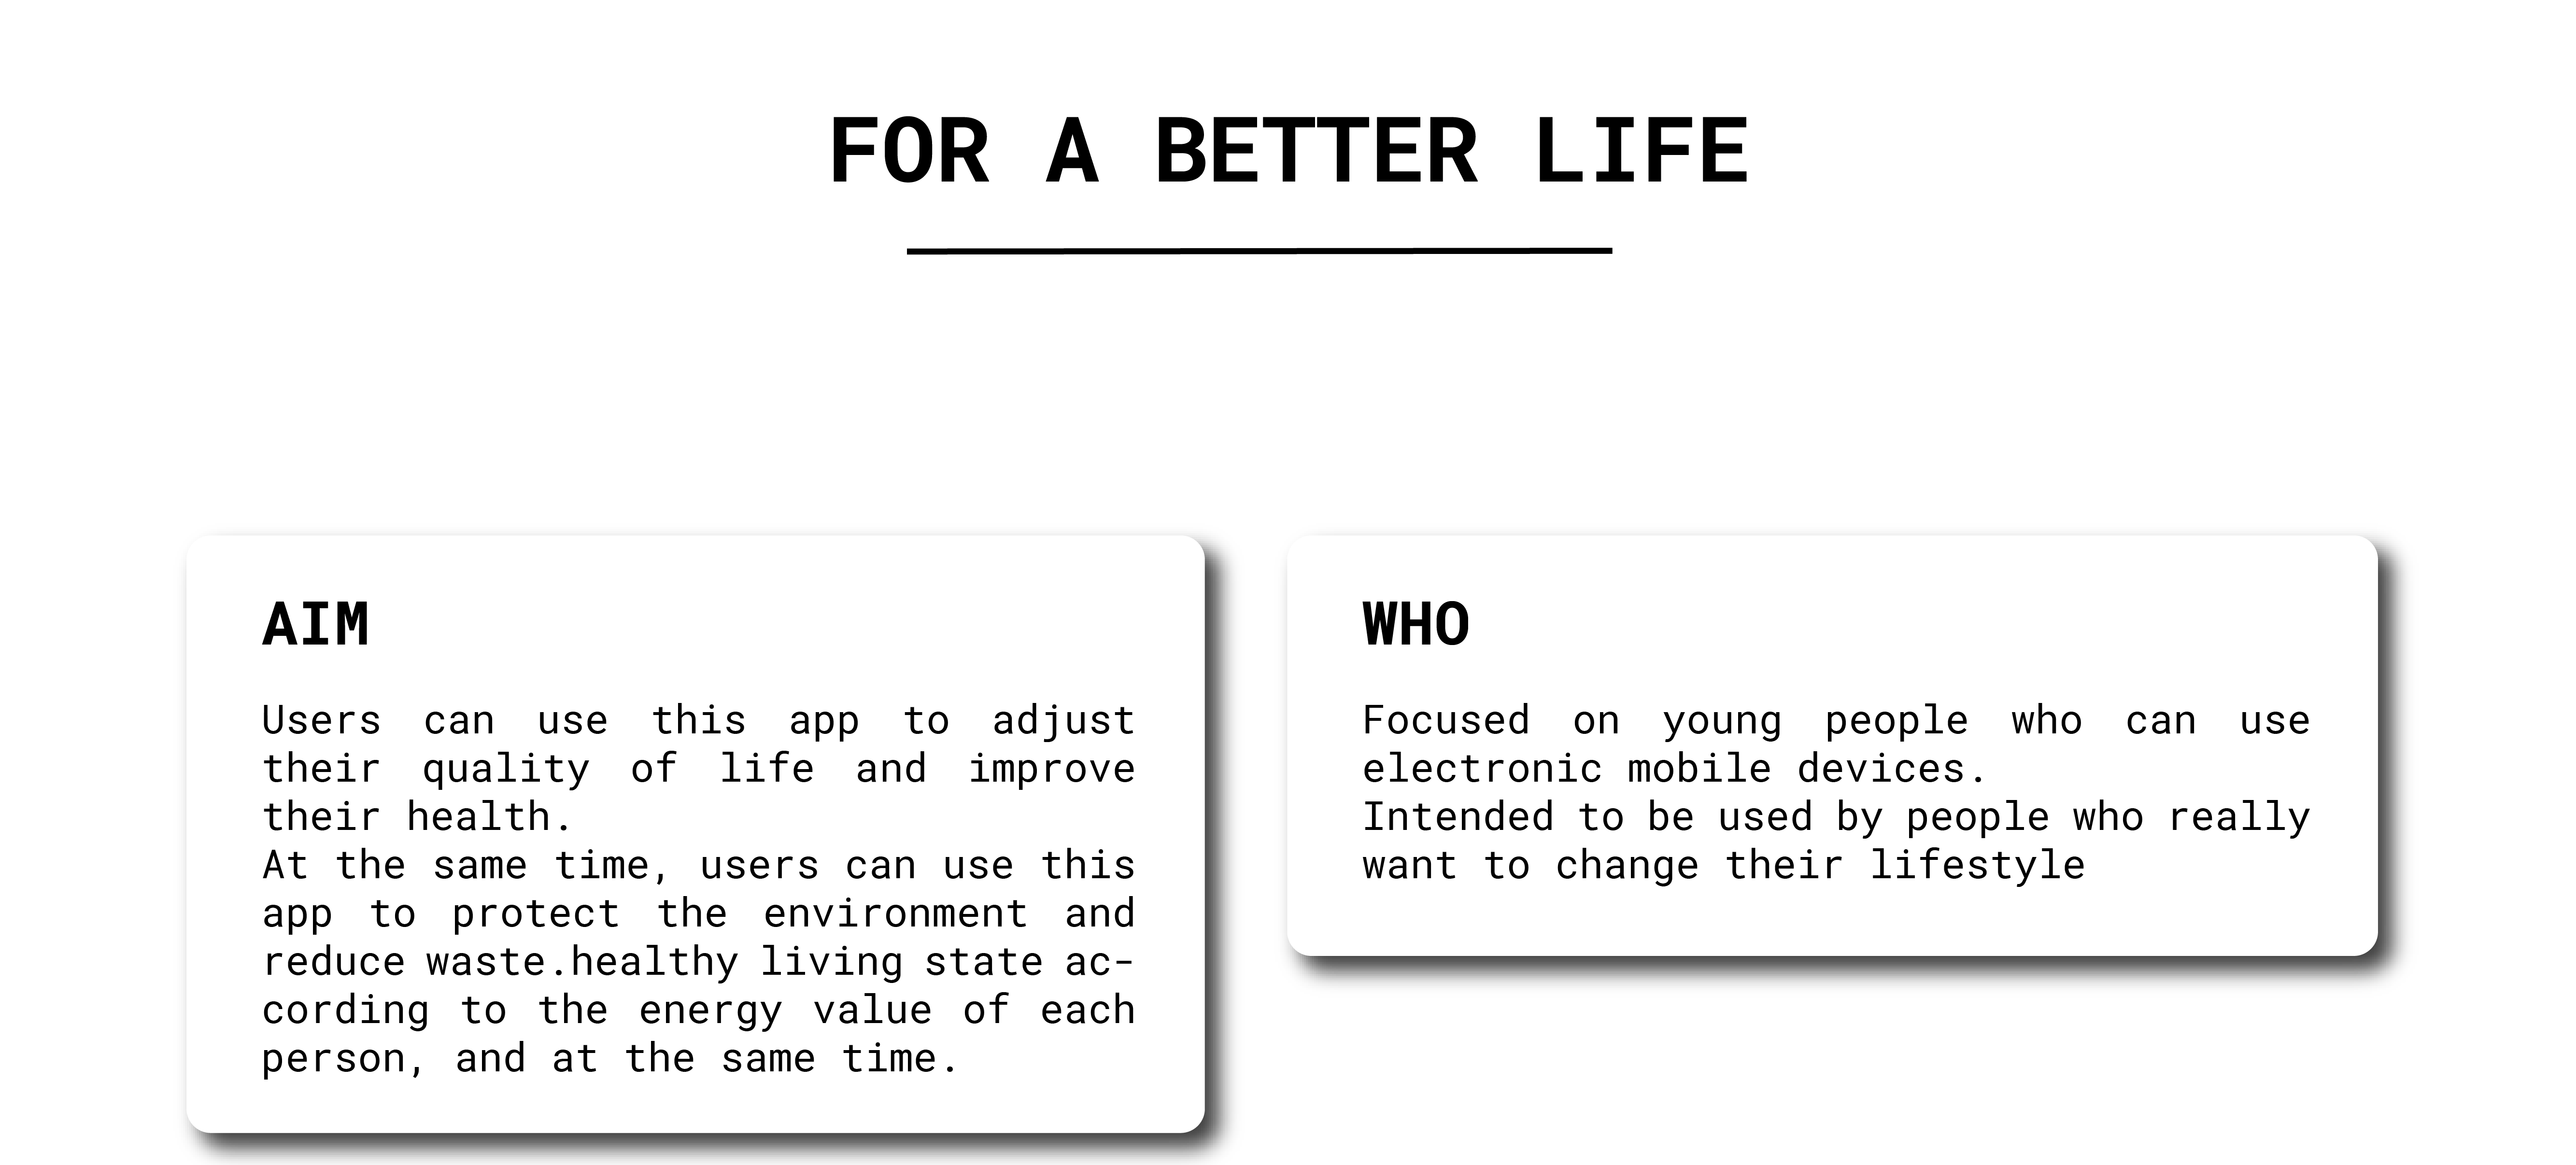 FOR A BETTER LIFE
AIM
Users can use this app to adjust
their quality of life and improve
their health.
At the same time, users can use this
app to protect the environment and
reduce waste.healthy living state ac-
cording to the energy value of each
person, and at the same time.
WHO
Focused on young people who can use
electronic mobile devices.
Intended to be used by people who really
want to change their lifestyle